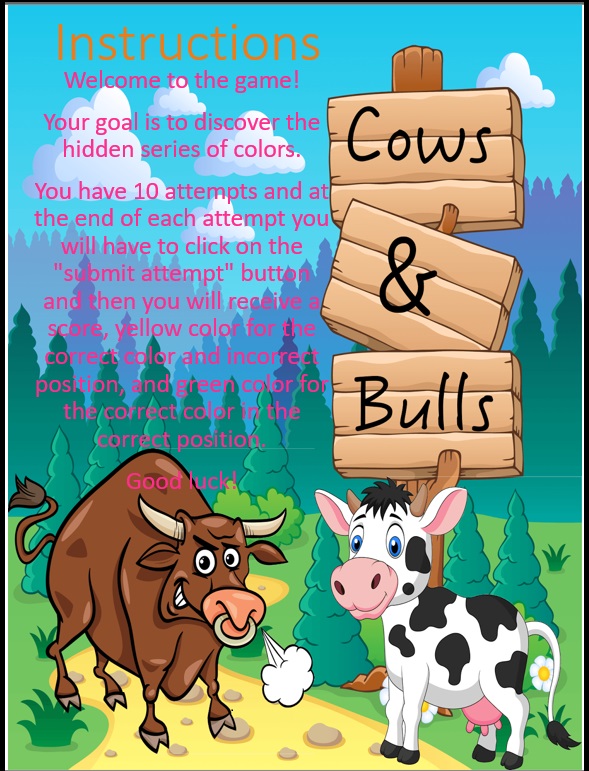 Instructions
Welcome to the game!
Your goal is to discover the
hidden series of colors.
You have 10 attempts and at
the end of each attempt you
will have to click on the
"submit attempt" button
and then you will receive a
score, yellow color for the
correct color and incorrect
position, and green color for
the correct color in the
correct position.
Good luck!
Cows
&
Bulls